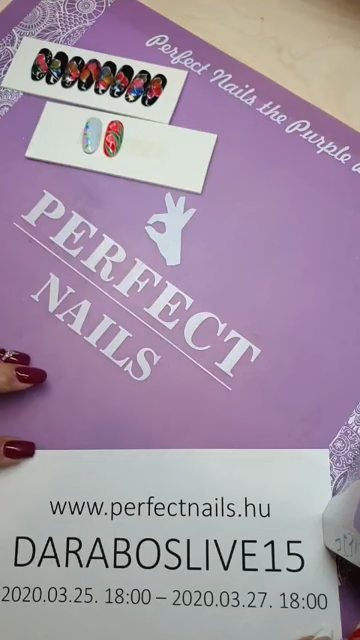 Perfect Nails the Purple
PERFECT
NAILS
www.perfectnails.hu
DARABOSLIVE15
2020.03.25. 18:00 – 2020.03.27. 18:00